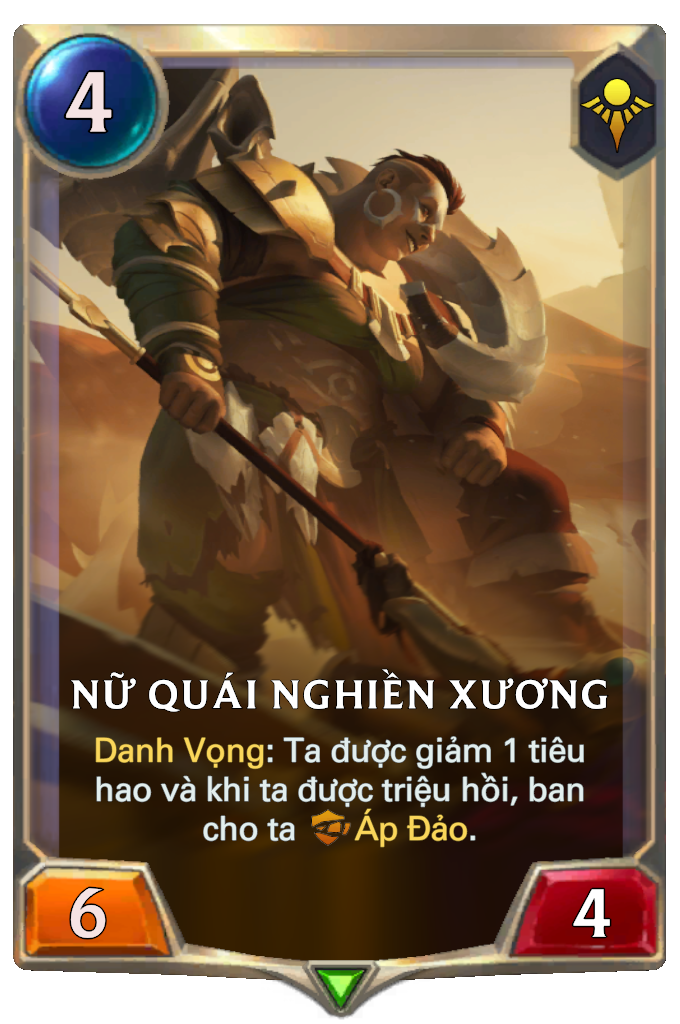 4
NỮ QUÁI NGHIỀN XƯƠNG
Danh Vọng: Ta được giảm 1 tiêu
hao và khi ta được triệu hồi, ban
cho ta Áp Đảo.
6
4